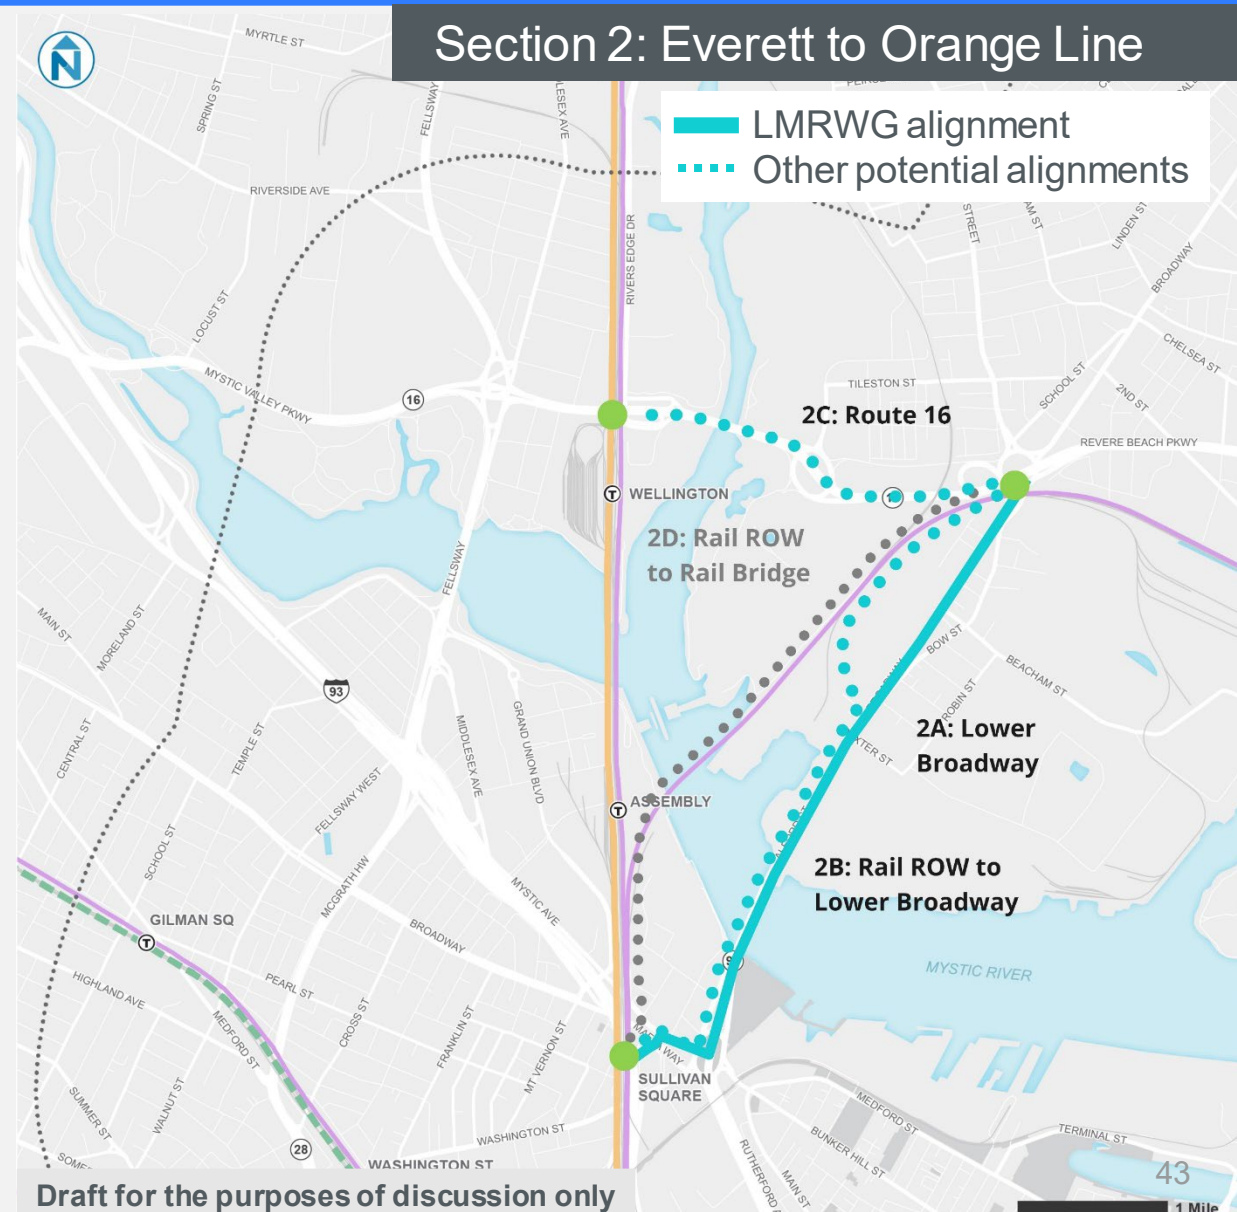 Section 2: Everett to Orange Line
LMRWG alignment
Other potential alignments
N
MYRTLE ST
SPRING ST
FELLSWAY
RIVERSIDE AVE
RIVERS EDGE DR
STREET
LINDEN ST
BROADWAY
LOCUST ST
CHELSEA ST
MYSTIC VALLEY PKWY
16
TILESTON ST
SCHOOL ST
2ND ST
2C: Route 16
REVERE BEACH PKWY
T WELLINGTON
2D: Rail ROW
to Rail Bridge
FELLSWAY
MAIN ST
MORELAND ST
BOW ST
BEACHAM ST
ROBIN ST
93
CENTRAL ST
TEMPLE ST
MIDDLESEX AVE
GRAND UNION BLVD
2A: Lower
Broadway
FELLSWAY WEST
T ASSEMBLY
SCHOOL ST
2B: Rail ROW to
Lower Broadway
MCGRATH HW
MYSTIC AVE
GILMAN SQ
T
BROADWAY
MYSTIC RIVER
HIGHLAND AVE
PEARL ST
MEDFORD ST
CROSS ST
FRANKLIN ST
MT VERNON ST
SULLIVAN
SQUARE
SUMMER ST
WALNUT ST
MEDFORD ST
WASHINGTON ST
BUNKER HILL ST
TERMINAL ST
28
WASHINGTON ST
MAIN ST
43
Draft for the purposes of discussion only
1 Mile